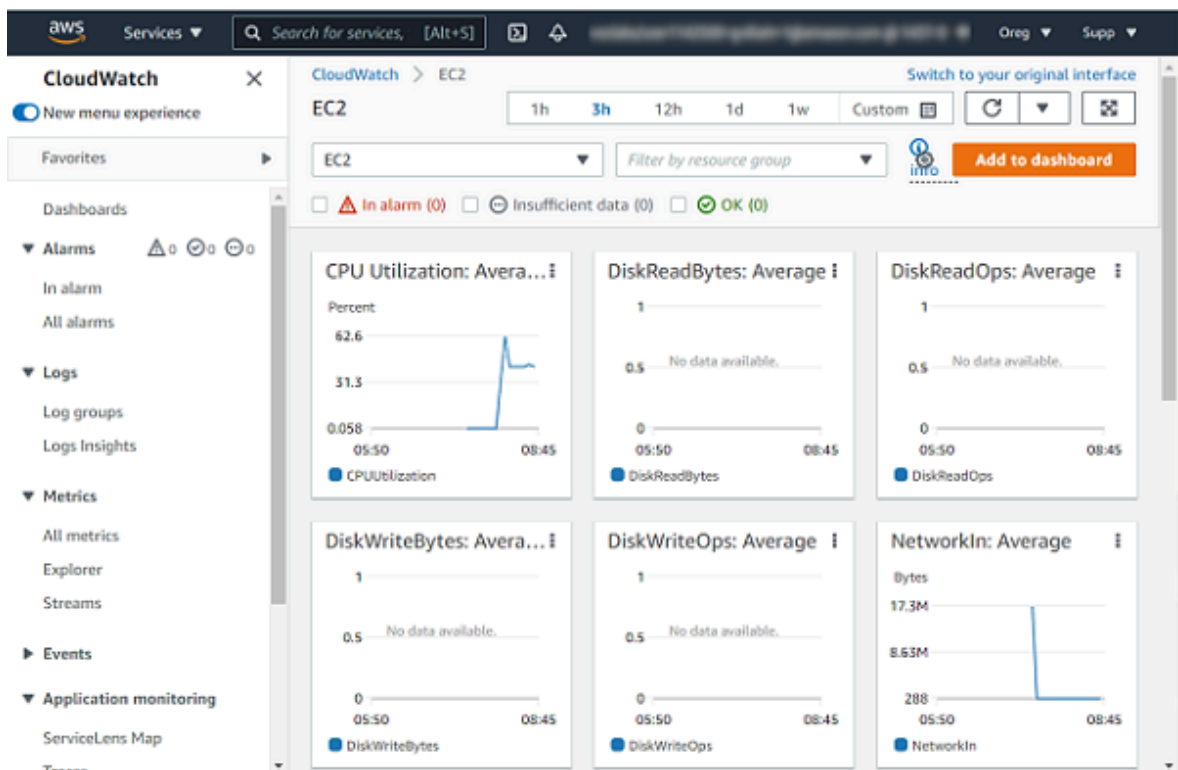 aws Services ▼ Search for services, [Alt+S] Oreg ▼ Supp ▼
CloudWatch
New menu experience
Favorites
Dashboards
Alarms 0 0 0
In alarm
All alarms
Logs
Log groups
Logs Insights
Metrics
All metrics
Explorer
Streams
Events
Application monitoring
ServiceLens Map
CloudWatch > EC2 Switch to your original interface
EC2 1h 3h 12h 1d 1w Custom
EC2 Filter by resource group info Add to dashboard
In alarm (0) Insufficient data (0) OK (0)
CPU Utilization: Avera...
Percent
62.6
31.3
0.058
05:50 08:45
CPUUtilization
DiskReadBytes: Average
1
0.5 No data available.
0
05:50 08:45
DiskReadBytes
DiskReadOps: Average
1
0.5 No data available.
0
05:50 08:45
DiskReadOps
DiskWriteBytes: Avera...
1
0.5 No data available.
0
05:50 08:45
DiskWriteBytes
DiskWriteOps: Average
1
0.5 No data available.
0
05:50 08:45
DiskWriteOps
NetworkIn: Average
Bytes
17.3M
8.63M
288
05:50 08:45
NetworkIn